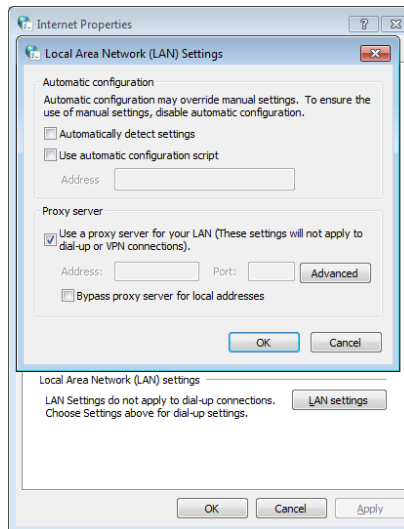 Internet Properties
Local Area Network (LAN) Settings
Automatic configuration
Automatic configuration may override manual settings. To ensure the
use of manual settings, disable automatic configuration.
Automatically detect settings
Use automatic configuration script
Address
Proxy server
Use a proxy server for your LAN (These settings will not apply to
dial-up or VPN connections).
Address:
Port:
Advanced
Bypass proxy server for local addresses
OK
Cancel
Local Area Network (LAN) settings
LAN Settings do not apply to dial-up connections.
Choose Settings above for dial-up settings.
LAN settings
OK
Cancel
Apply